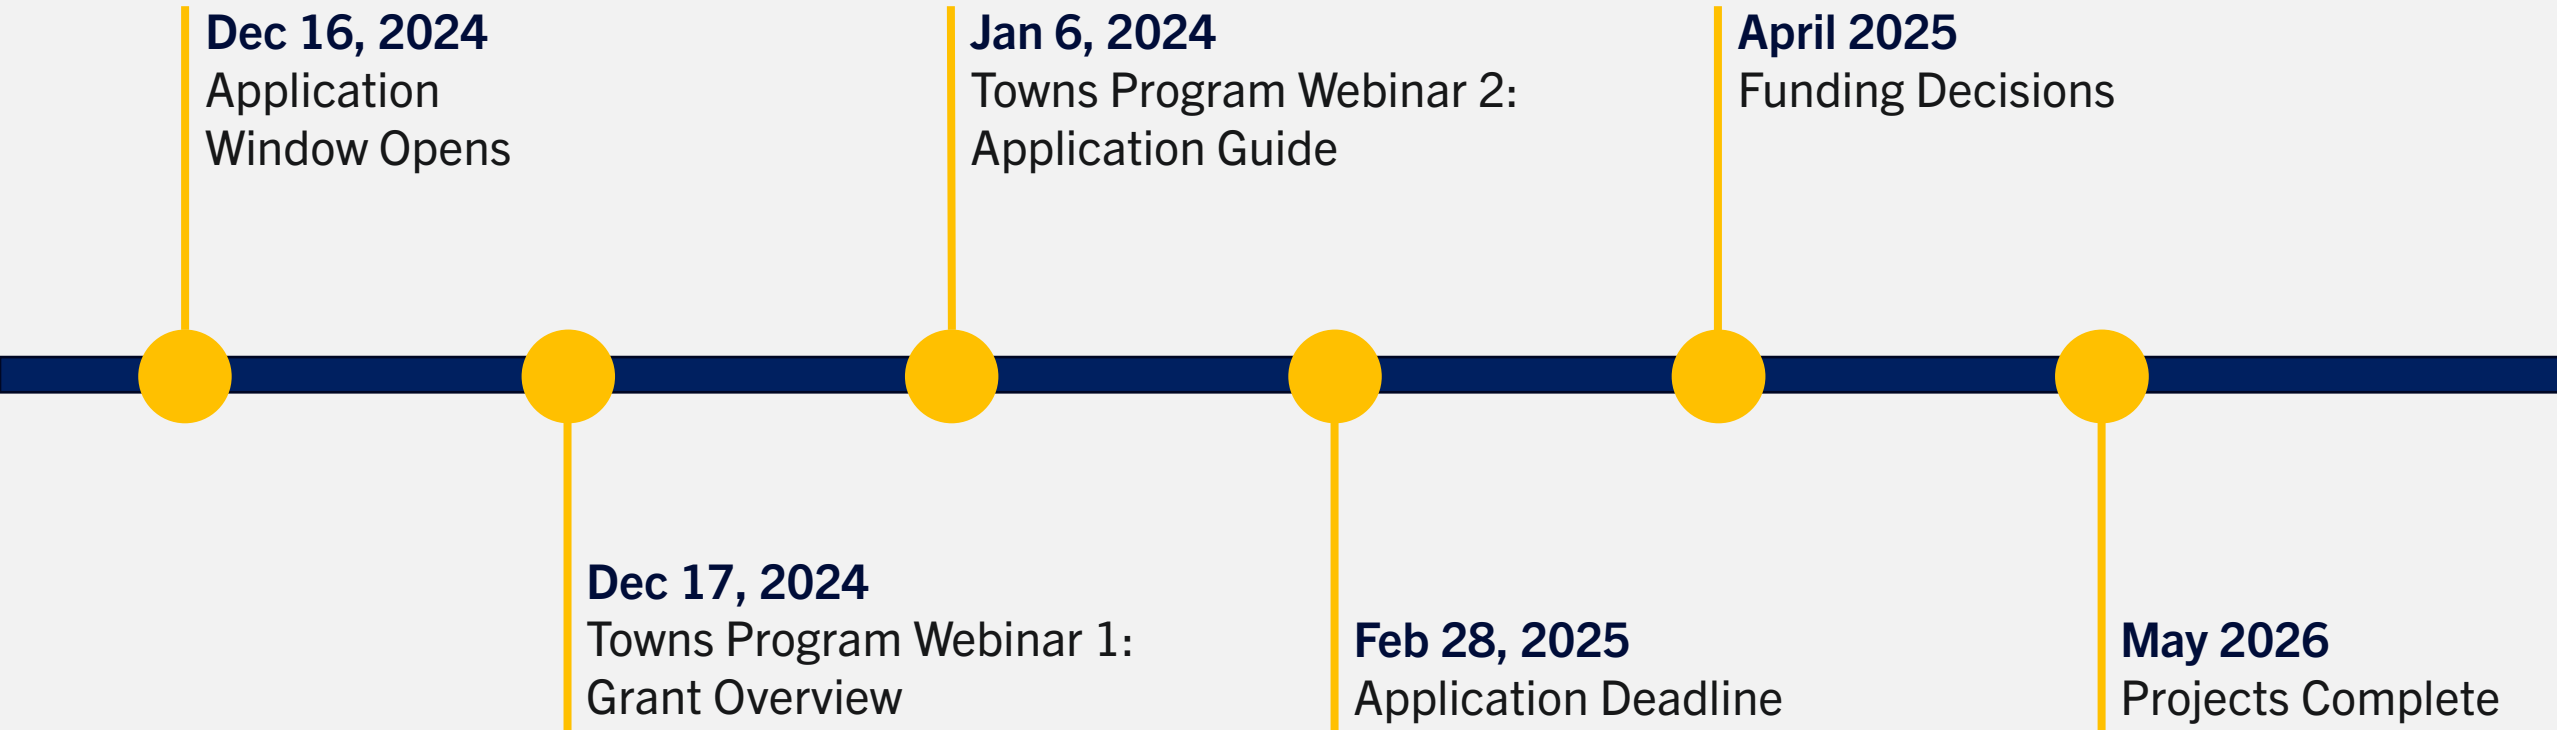 Dec 16, 2024
Application
Window Opens
Dec 17, 2024
Towns Program Webinar 1:
Grant Overview
Jan 6, 2024
Towns Program Webinar 2:
Application Guide
Feb 28, 2025
Application Deadline
April 2025
Funding Decisions
May 2026
Projects Complete